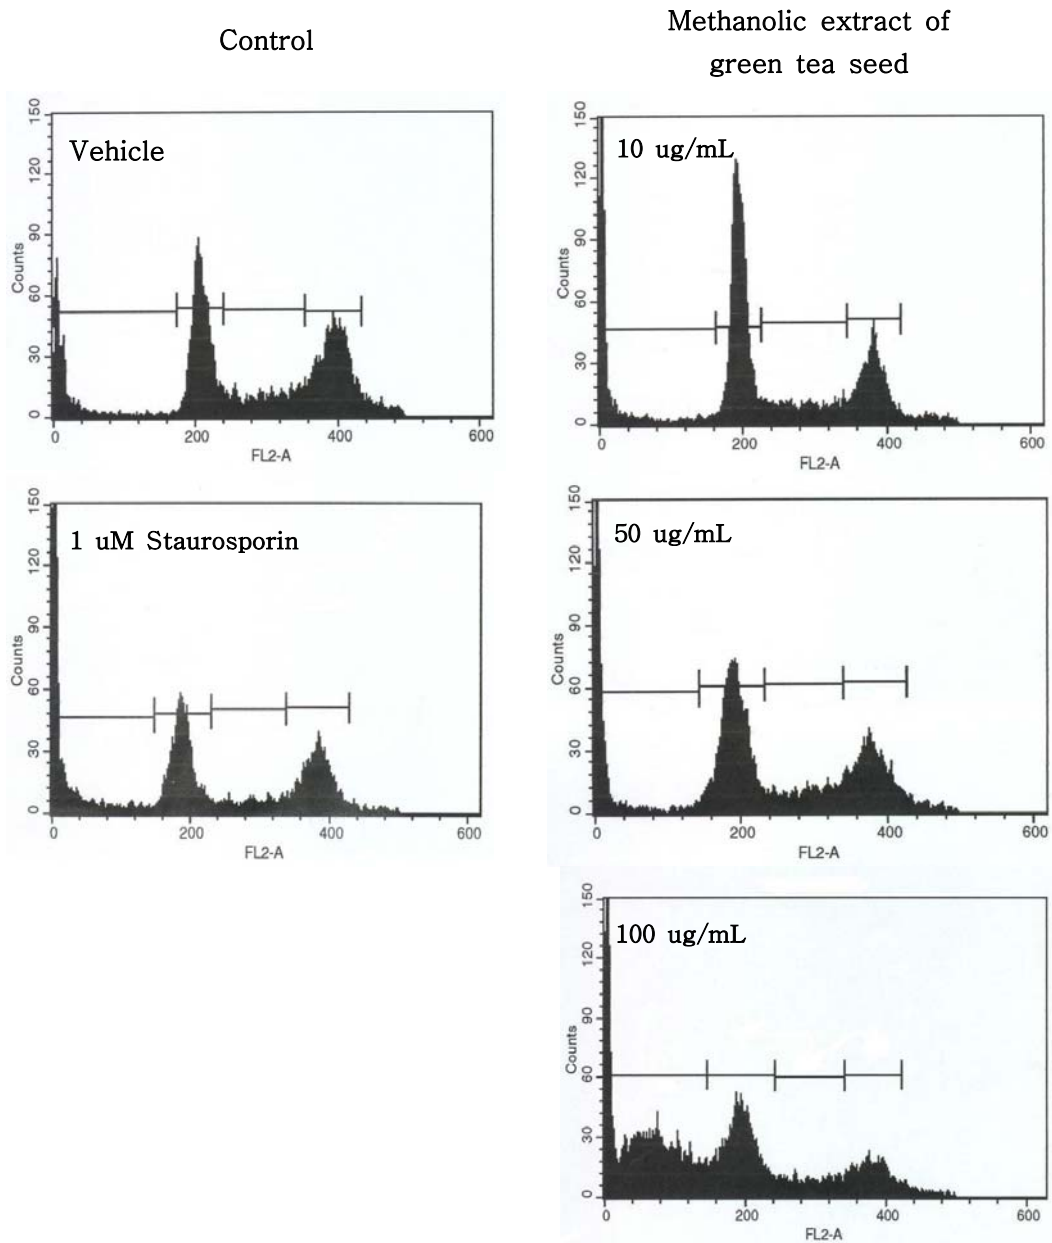 Control
Methanolic extract of
green tea seed
Vehicle
150
120
90
60
30
0
Counts
0 200 400 600
FL2-A
10 ug/mL
150
120
90
60
30
0
Counts
0 200 400 600
FL2-A
1 uM Staurosporin
150
120
90
60
30
0
Counts
0 200 400 600
FL2-A
50 ug/mL
150
120
90
60
30
0
Counts
0 200 400 600
FL2-A
100 ug/mL
150
120
90
60
30
0
Counts
0 200 400 600
FL2-A